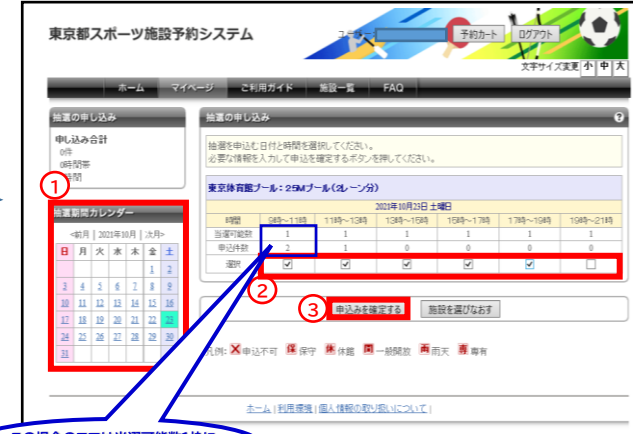 東京都スポーツ施設予約システム
予約カート ログアウト
文字サイズ変更 小 中 大
ホーム マイページ ご利用ガイド 施設一覧 FAQ
抽選の申し込み
申し込み合計
0件
0時間帯
①
抽選期間カレンダー
<前月 | 2021年10月 | 次月>
日 月 火 水 木 金 土
1 2
3 4 5 6 7 8 9
10 11 12 13 14 15 16
17 18 19 20 21 22 23
24 25 26 27 28 29 30
31
抽選の申し込み
抽選を申込む日付と時間を選択してください。
必要な情報を入力して申込を確定するボタンを押してください。
東京体育館プール:25Mプール(2レーン分)
2021年10月23日 土曜日
時間 9時~11時 11時~13時 13時~15時 15時~17時 17時~19時 19時~21時
当選可能数 1 1 1 1 1 1
申込件数 2 1 0 0 0 0
選択
②
③ 申込みを確定する 施設を選びなおす
凡例: 申込不可 保 保守 休 休館 一般開放 雨 雨天 専 専有
ホーム | 利用環境 | 個人情報の取り扱いについて |